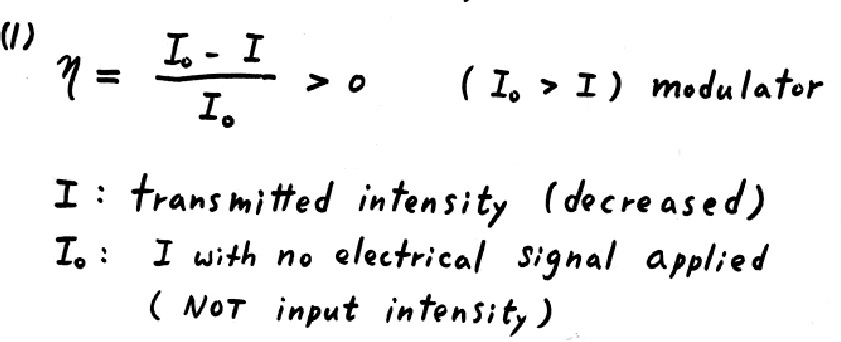 (1) η = (I₀ - I) / I₀ > 0 (I₀ > I) modulator
I : transmitted intensity (decreased)
I₀ : I with no electrical signal applied
(NOT input intensity)